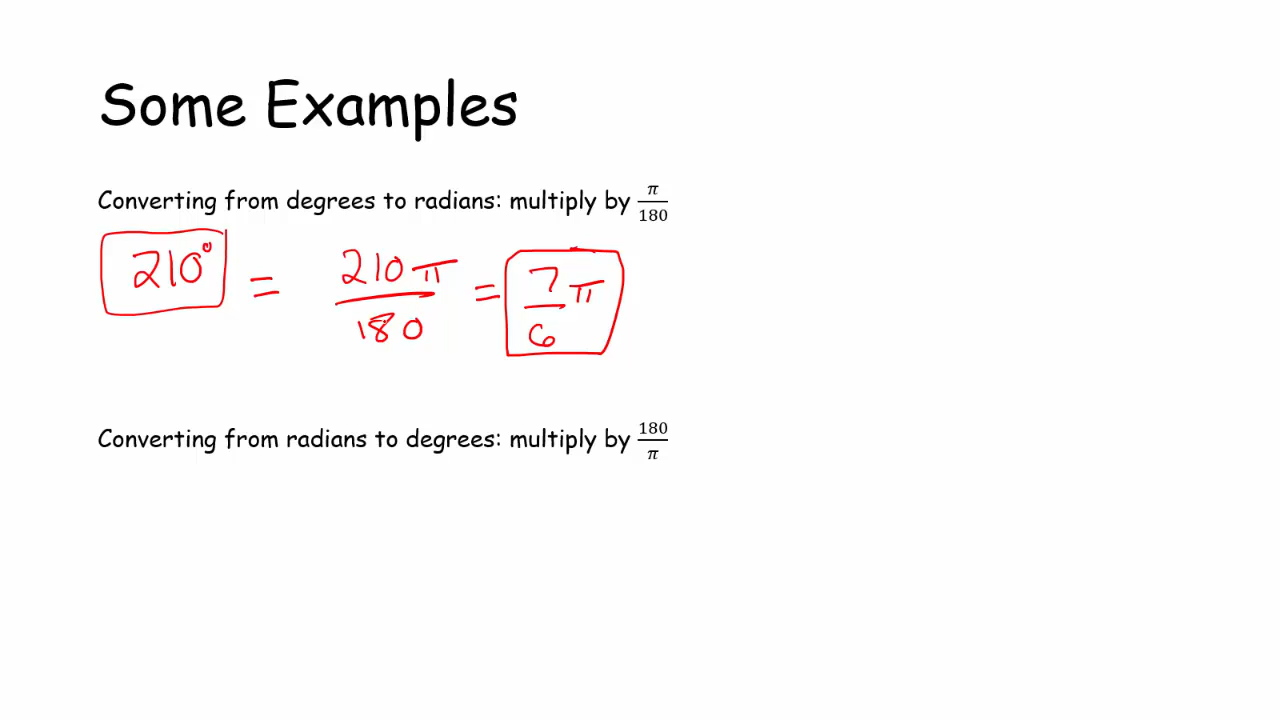 Some Examples
Converting from degrees to radians: multiply by π/180
210° = 210π/180 = 7/6 π
Converting from radians to degrees: multiply by 180/π